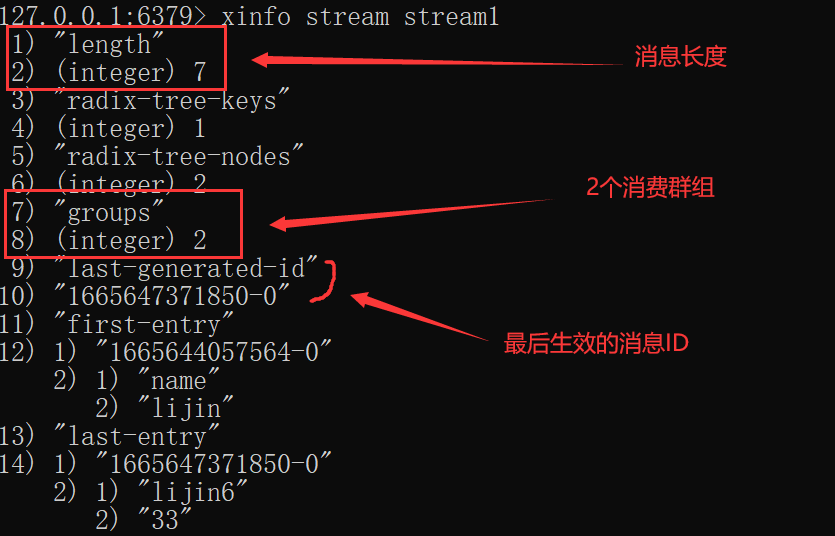 127.0.0.1:6379> xinfo stream stream1
1) "length"
2) (integer) 7
消息长度
3) "radix-tree-keys"
4) (integer) 1
5) "radix-tree-nodes"
6) (integer) 2
2个消费群组
7) "groups"
8) (integer) 2
9) "last-generated-id"
10) "1665647371850-0"
11) "first-entry"
最后生效的消息ID
12) 1) "1665644057564-0"
2) 1) "name"
2) "lijin"
13) "last-entry"
14) 1) "1665647371850-0"
2) 1) "lijin6"
2) "33"